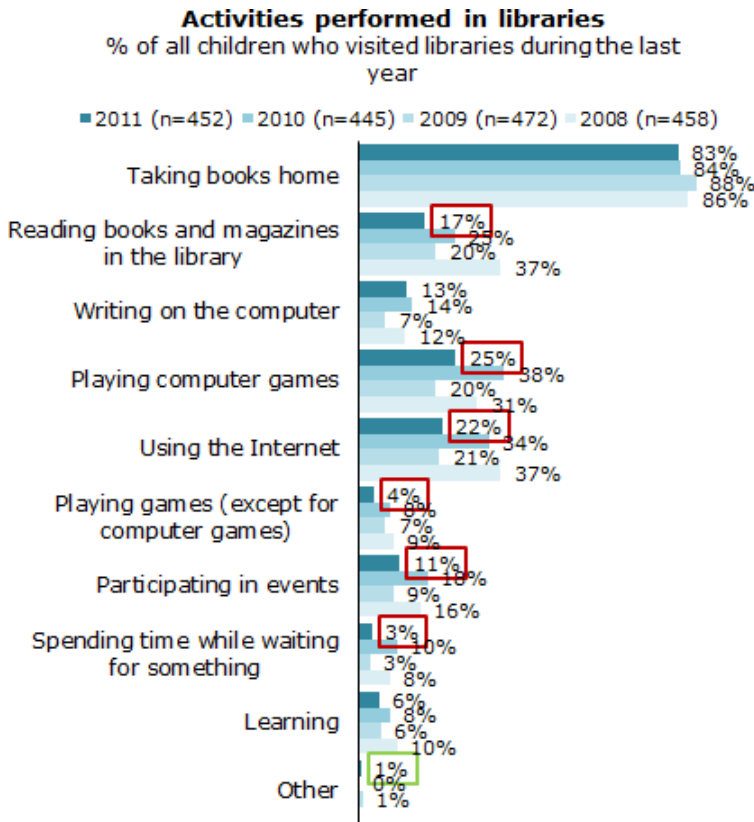 Activities performed in libraries
% of all children who visited libraries during the last
year
2011 (n=452) 2010 (n=445) 2009 (n=472) 2008 (n=458)
Taking books home
83%
84%
88%
86%
Reading books and magazines
in the library
17%
25%
20%
37%
Writing on the computer
13%
14%
7%
12%
Playing computer games
25%
38%
20%
31%
Using the Internet
22%
34%
21%
37%
Playing games (except for
computer games)
4%
8%
7%
9%
Participating in events
11%
18%
9%
16%
Spending time while waiting
for something
3%
10%
3%
8%
Learning
6%
8%
6%
10%
Other
1%
0%
1%